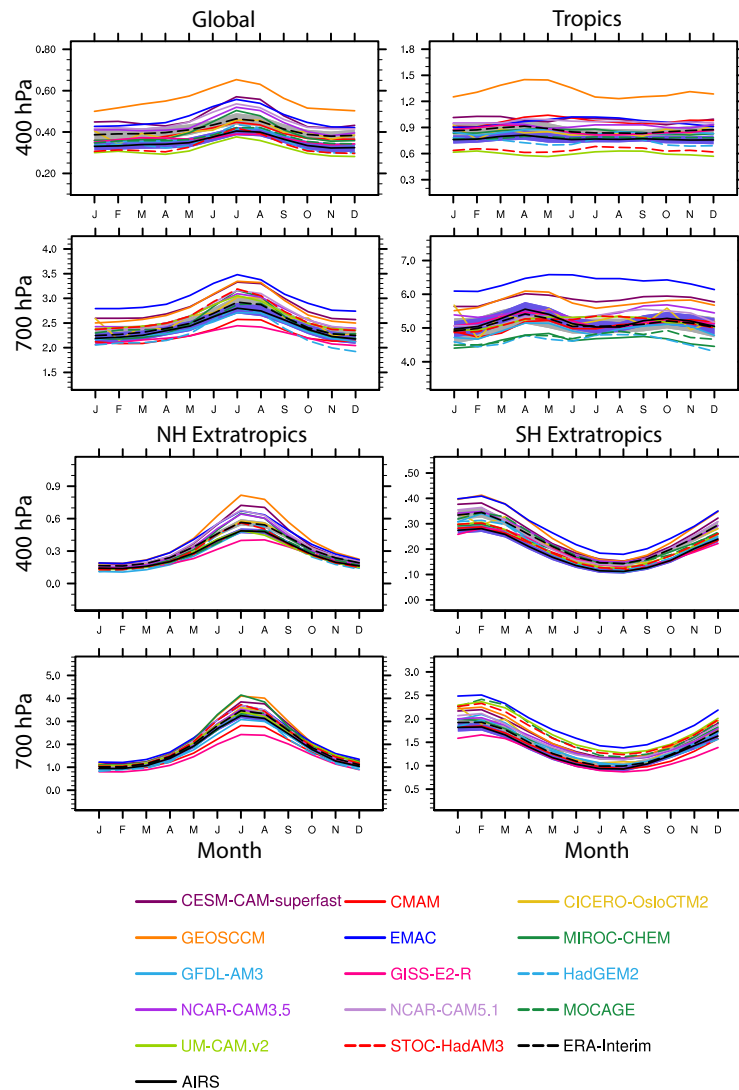 Global Tropics
400 hPa
0.80
0.60
0.40
0.20
J F M A M J J A S O N D
1.8
1.5
1.2
0.9
0.6
0.3
J F M A M J J A S O N D
700 hPa
4.0
3.5
3.0
2.5
2.0
1.5
J F M A M J J A S O N D
7.0
6.0
5.0
4.0
J F M A M J J A S O N D
NH Extratropics SH Extratropics
400 hPa
0.9
0.6
0.3
0.0
J F M A M J J A S O N D
.50
.40
.30
.20
.10
.00
J F M A M J J A S O N D
700 hPa
5.0
4.0
3.0
2.0
1.0
0.0
J F M A M J J A S O N D
3.0
2.5
2.0
1.5
1.0
0.5
J F M A M J J A S O N D
Month Month
CESM-CAM-superfast CMAM CICERO-OsloCTM2
GEOSCCM EMAC MIROC-CHEM
GFDL-AM3 GISS-E2-R HadGEM2
NCAR-CAM3.5 NCAR-CAM5.1 MOCAGE
UM-CAM.v2 STOC-HadAM3 ERA-Interim
AIRS